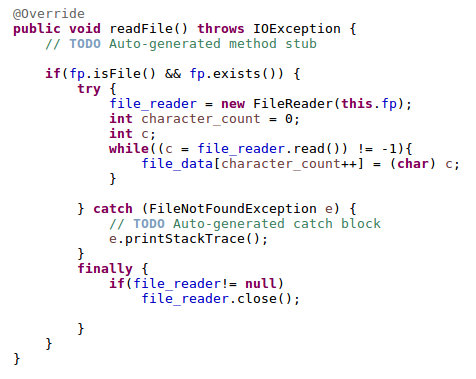 @Override
public void readFile() throws IOException {
    // TODO Auto-generated method stub

    if(fp.isFile() && fp.exists()) {
        try {
            file_reader = new FileReader(this.fp);
            int character_count = 0;
            int c;
            while((c = file_reader.read()) != -1){
                file_data[character_count++] = (char) c;
            }

        } catch (FileNotFoundException e) {
            // TODO Auto-generated catch block
            e.printStackTrace();
        }
        finally {
            if(file_reader!= null)
                file_reader.close();

        }
    }
}